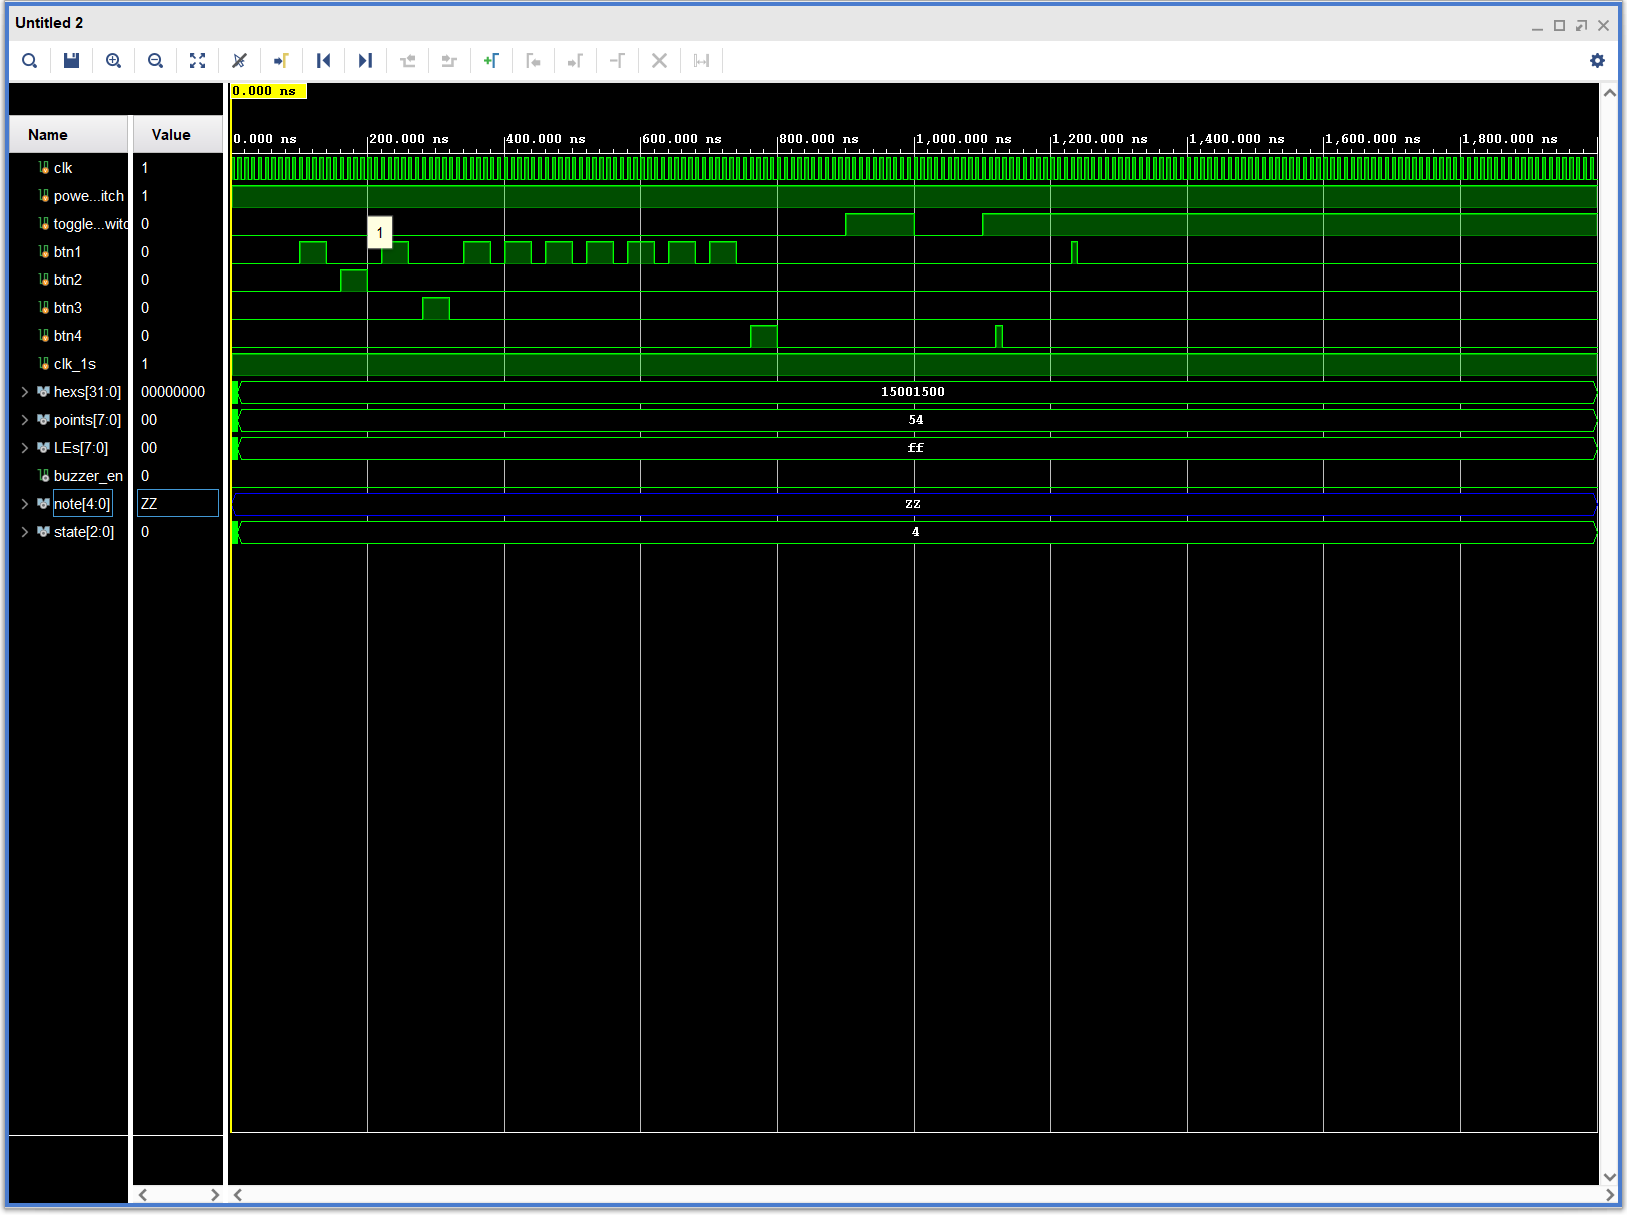 Untitled 2
0.000 ns
Name Value
0.000 ns 200.000 ns 400.000 ns 600.000 ns 800.000 ns 1,000.000 ns 1,200.000 ns 1,400.000 ns 1,600.000 ns 1,800.000 ns
clk 1
powe...itch 1
toggle...witc 0
1
btn1 0
btn2 0
btn3 0
btn4 0
clk_1s 1
hexs[31:0] 00000000 15001500
points[7:0] 00 54
LEs[7:0] 00 ff
buzzer_en 0
note[4:0] ZZ ZZ
state[2:0] 0 4